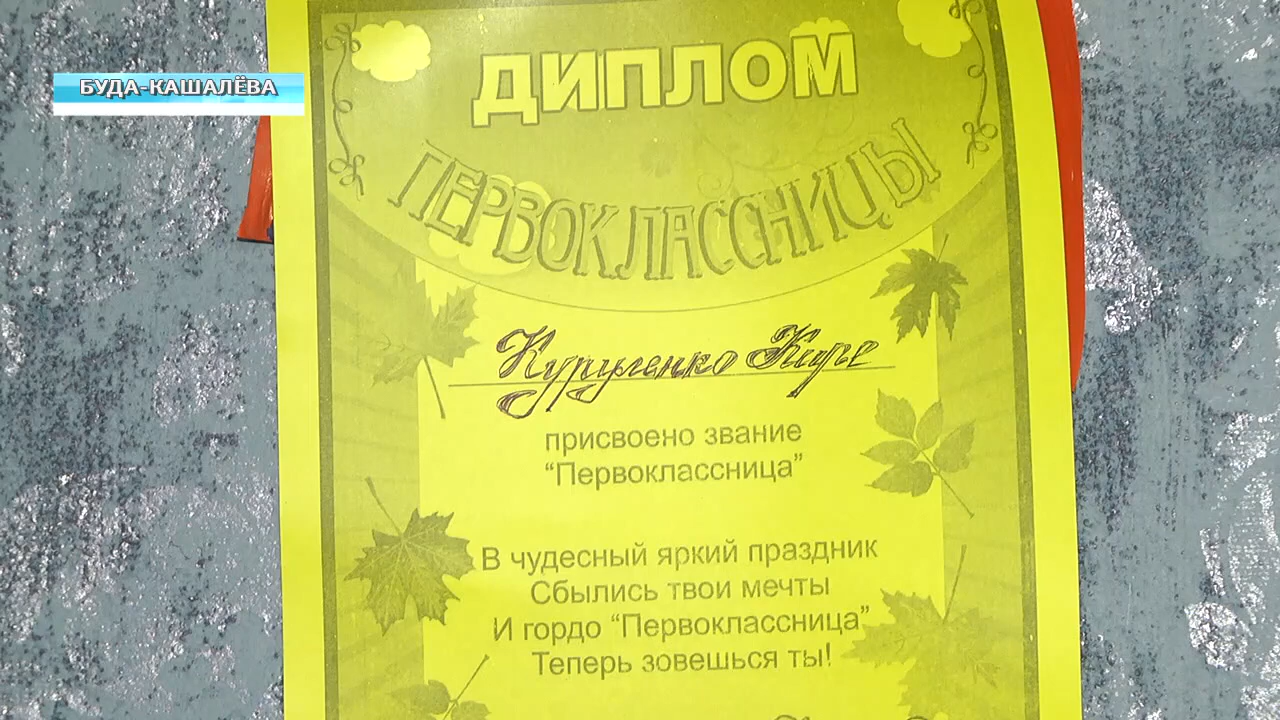 БУДА-КАШАЛЁВА
ДИПЛОМ
ПЕРВОКЛАССНИЦЫ
Куруленко Кире
присвоено звание
“Первоклассница”
В чудесный яркий праздник
Сбылись твои мечты
И гордо “Первоклассница”
Теперь зовешься ты!